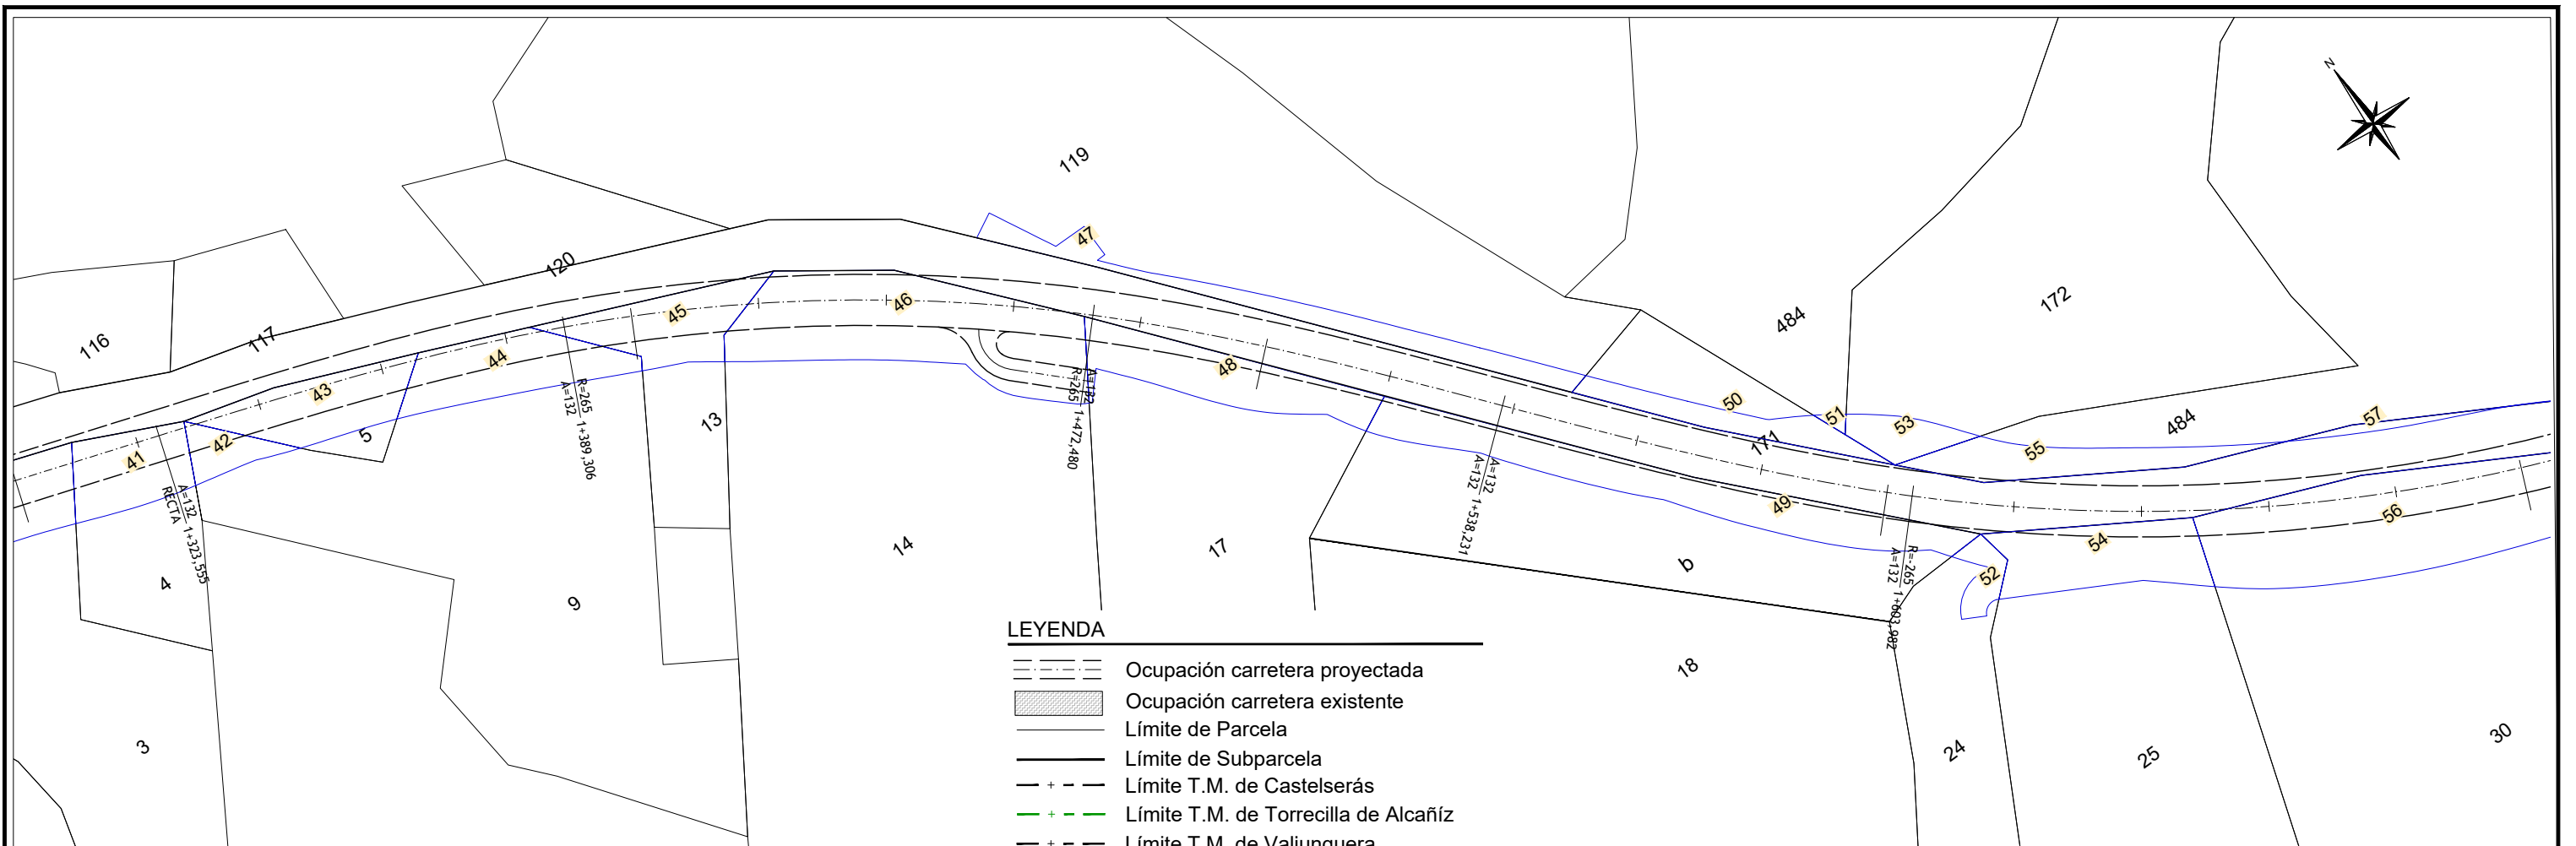 N
119
47
120
46
45
484
172
116
117
44
43
48
50
51
53
57
484
55
171
5
42
41
13
R=265
A=132 1+389,306
A=132
R=265 1+472,480
A=132
A=132 1+538,231
49
56
54
A=132
RECTA 1+323,555
4
9
14
17
b
52
R=-265
A=132 1+603,982
3
18
24
25
30
LEYENDA
Ocupación carretera proyectada
Ocupación carretera existente
Límite de Parcela
Límite de Subparcela
Límite T.M. de Castelserás
Límite T.M. de Torrecilla de Alcañíz
Límite T.M. de Valjunquera